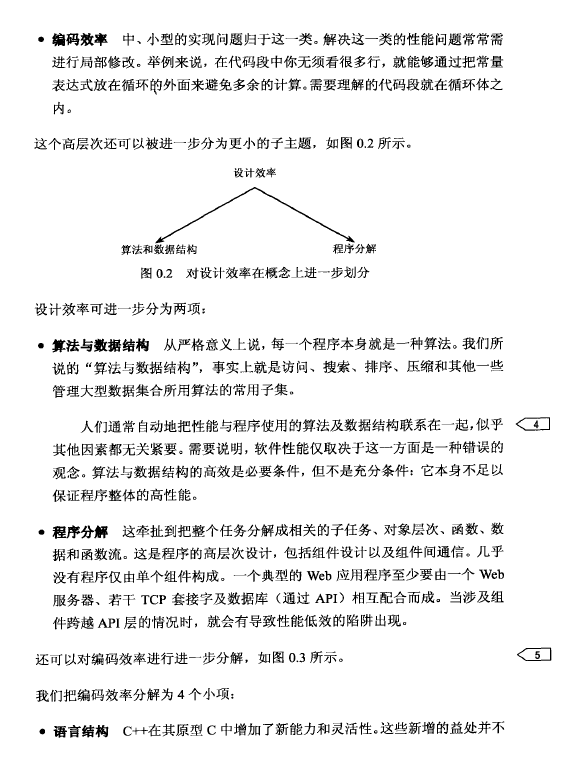 • 编码效率 中、小型的实现问题归于这一类。解决这一类的性能问题常常需
进行局部修改。举例来说，在代码段中你无须看很多行，就能够通过把常量
表达式放在循环的外面来避免多余的计算。需要理解的代码段就在循环体之
内。
这个高层次还可以被进一步分为更小的子主题，如图 0.2 所示。
设计效率
算法和数据结构 程序分解
图 0.2 对设计效率在概念上进一步划分
设计效率可进一步分为两项：
• 算法与数据结构 从严格意义上说，每一个程序本身就是一种算法。我们所
说的“算法与数据结构”，事实上就是访问、搜索、排序、压缩和其他一些
管理大型数据集合所用算法的常用子集。
人们通常自动地把性能与程序使用的算法及数据结构联系在一起，似乎 4
其他因素都无关紧要。需要说明，软件性能仅取决于这一方面是一种错误的
观念。算法与数据结构的高效是必要条件，但不是充分条件：它本身不足以
保证程序整体的高性能。
• 程序分解 这牵扯到把整个任务分解成相关的子任务、对象层次、函数、数
据和函数流。这是程序的高层次设计，包括组件设计以及组件间通信。几乎
没有程序仅由单个组件构成。一个典型的 Web 应用程序至少要由一个 Web
服务器、若干 TCP 套接字及数据库（通过 API）相互配合而成。当涉及组
件跨越 API 层的情况时，就会有导致性能低效的陷阱出现。
还可以对编码效率进行进一步分解，如图 0.3 所示。 5
我们把编码效率分解为 4 个小项：
• 语言结构 C++在其原型 C 中增加了新能力和灵活性。这些新增的益处并不